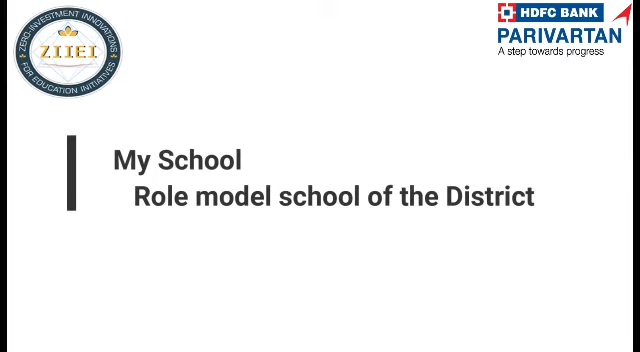 ZERO-INVESTMENT INNOVATIONS
ZIIEI
FOR EDUCATION INITIATIVES
HDFC BANK
PARIVARTAN
A step towards progress
My School
Role model school of the District